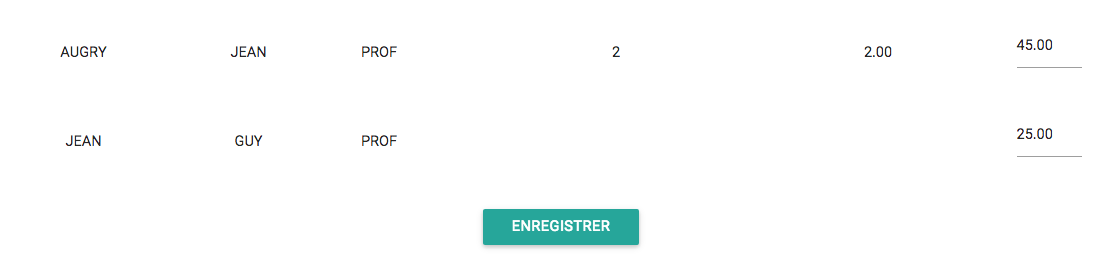 AUGRY JEAN PROF 2 2.00 45.00
JEAN GUY PROF 25.00
ENREGISTRER